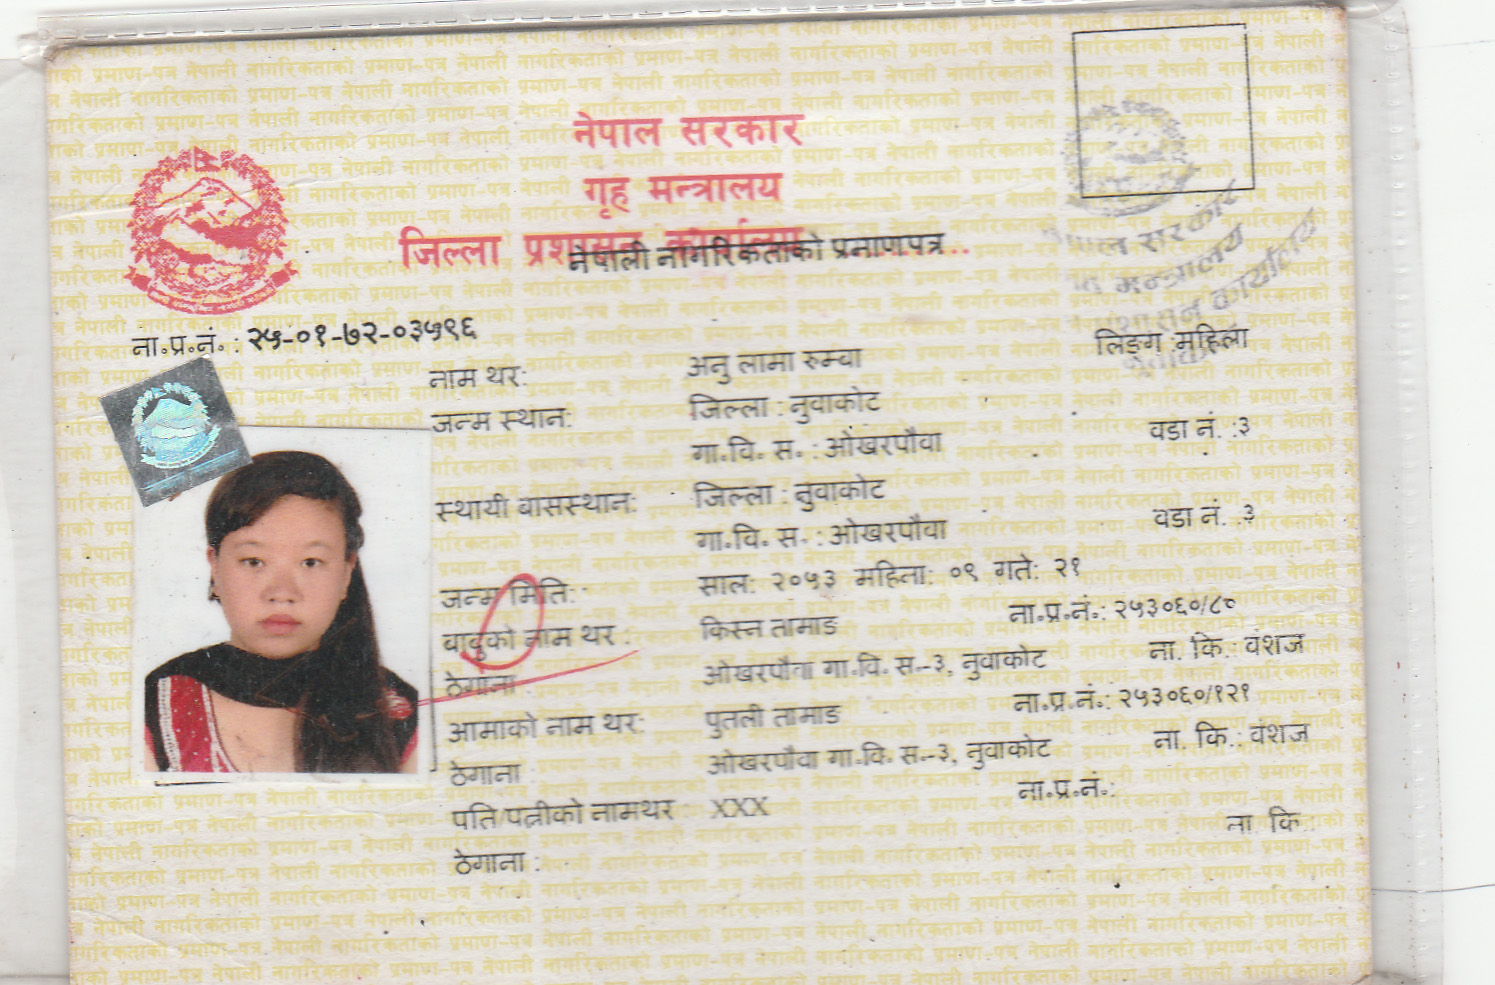 नेपाल सरकार
गृह मन्त्रालय
जिल्ला प्रशासन कार्यालय
नेपाली नागरिकताको प्रमाणपत्र
ना.प्र.नं. : २५-०१-७२-०३५९६
लिङ्ग :महिला
नाम थर: अनु लामा रुम्वा
जन्म स्थान: जिल्ला : नुवाकोट
गा.वि. स. : ओखरपौवा वडा नं. :३
स्थायी बासस्थान: जिल्ला : नुवाकोट
गा.वि. स. : ओखरपौवा वडा नं. :३
जन्म मिति: साल: २०५३ महिना: ०९ गते: २१
बाबुको नाम थर : किस्न तामाङ ना.प्र.नं.: २५३०६०/८०
ठेगाना : ओखरपौवा गा.वि. स.-३, नुवाकोट ना. कि.: वंशज
आमाको नाम थर: पुतली तामाङ ना.प्र.नं.: २५३०६०/१२१
ठेगाना : ओखरपौवा गा.वि. स.-३, नुवाकोट ना. कि.: वंशज
पति/पत्नीको नामथर : XXX ना.प्र.नं.:
ठेगाना : ना. कि.:
नेपाल सरकार
गृह मन्त्रालय
प्रशासन कार्यालय